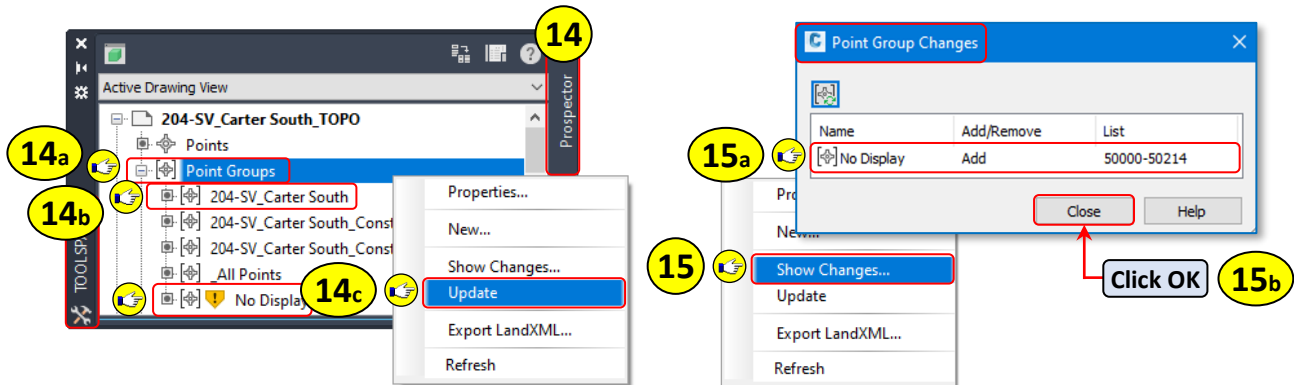 14
Active Drawing View
Prospector
204-SV_Carter South_TOPO
Points
14a
Point Groups
14b
204-SV_Carter South
204-SV_Carter South_Const
204-SV_Carter South_Const
_All Points
No Display
TOOLSP
14c
Properties...
New...
Show Changes...
Update
Export LandXML...
Refresh
C Point Group Changes
Name Add/Remove List
15a
No Display Add 50000-50214
Close Help
Pro
New...
15
Show Changes...
Update
Export LandXML...
Refresh
Click OK
15b